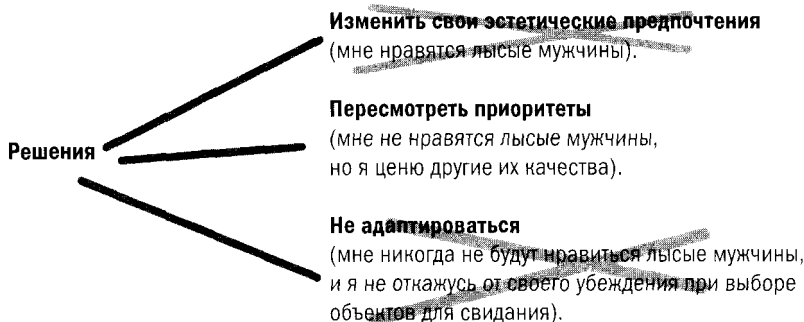 Изменить свои эстетические предпочтения
(мне нравятся лысые мужчины).
Пересмотреть приоритеты
(мне не нравятся лысые мужчины,
но я ценю другие их качества).
Решения
Не адаптироваться
(мне никогда не будут нравиться лысые мужчины,
и я не откажусь от своего убеждения при выборе
объектов для свидания).